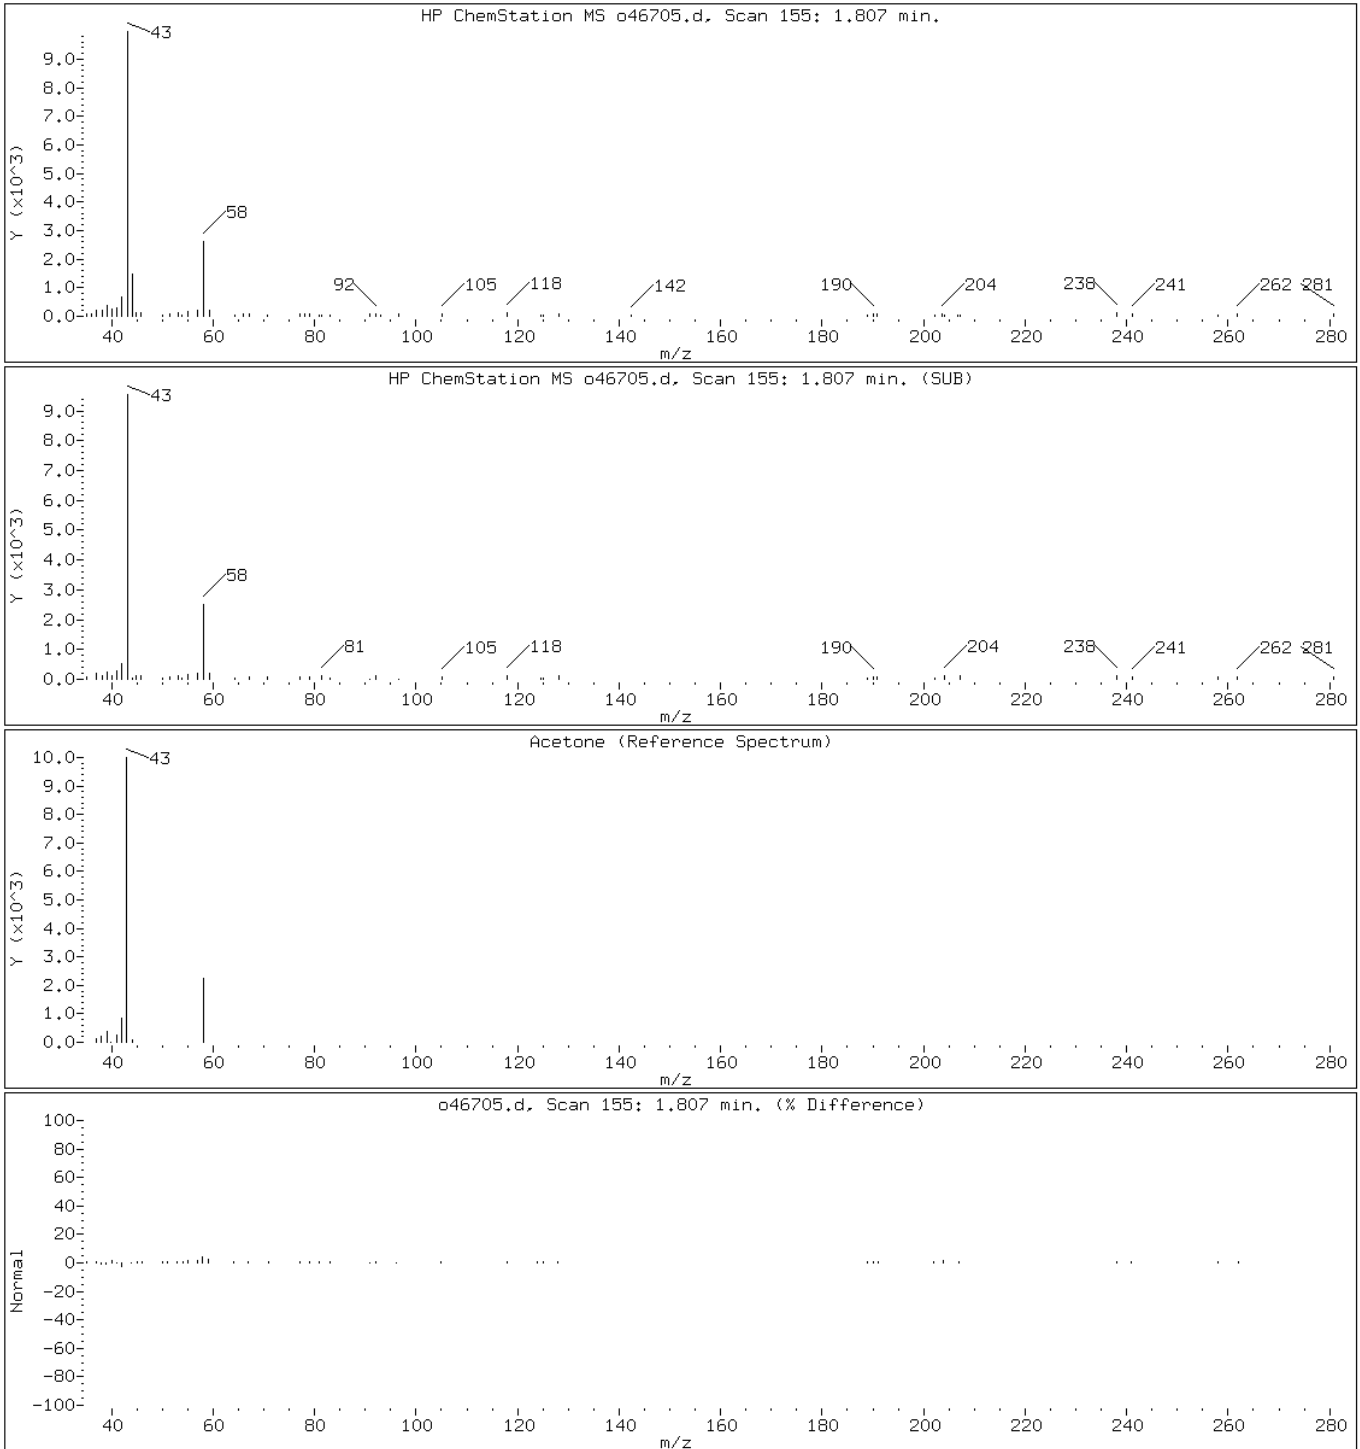 HP ChemStation MS o46705.d, Scan 155: 1.807 min.
43
9.0
8.0
7.0
6.0
5.0
4.0
3.0
2.0
1.0
0.0
Y (x10^3)
58
92 105 118 142 190 204 238 241 262 281
40 60 80 100 120 140 160 180 200 220 240 260 280
m/z
HP ChemStation MS o46705.d, Scan 155: 1.807 min. (SUB)
43
9.0
8.0
7.0
6.0
5.0
4.0
3.0
2.0
1.0
0.0
Y (x10^3)
58
81 105 118 190 204 238 241 262 281
40 60 80 100 120 140 160 180 200 220 240 260 280
m/z
Acetone (Reference Spectrum)
43
10.0
9.0
8.0
7.0
6.0
5.0
4.0
3.0
2.0
1.0
0.0
Y (x10^3)
40 60 80 100 120 140 160 180 200 220 240 260 280
m/z
o46705.d, Scan 155: 1.807 min. (% Difference)
100
80
60
40
20
0
-20
-40
-60
-80
-100
Normal
40 60 80 100 120 140 160 180 200 220 240 260 280
m/z